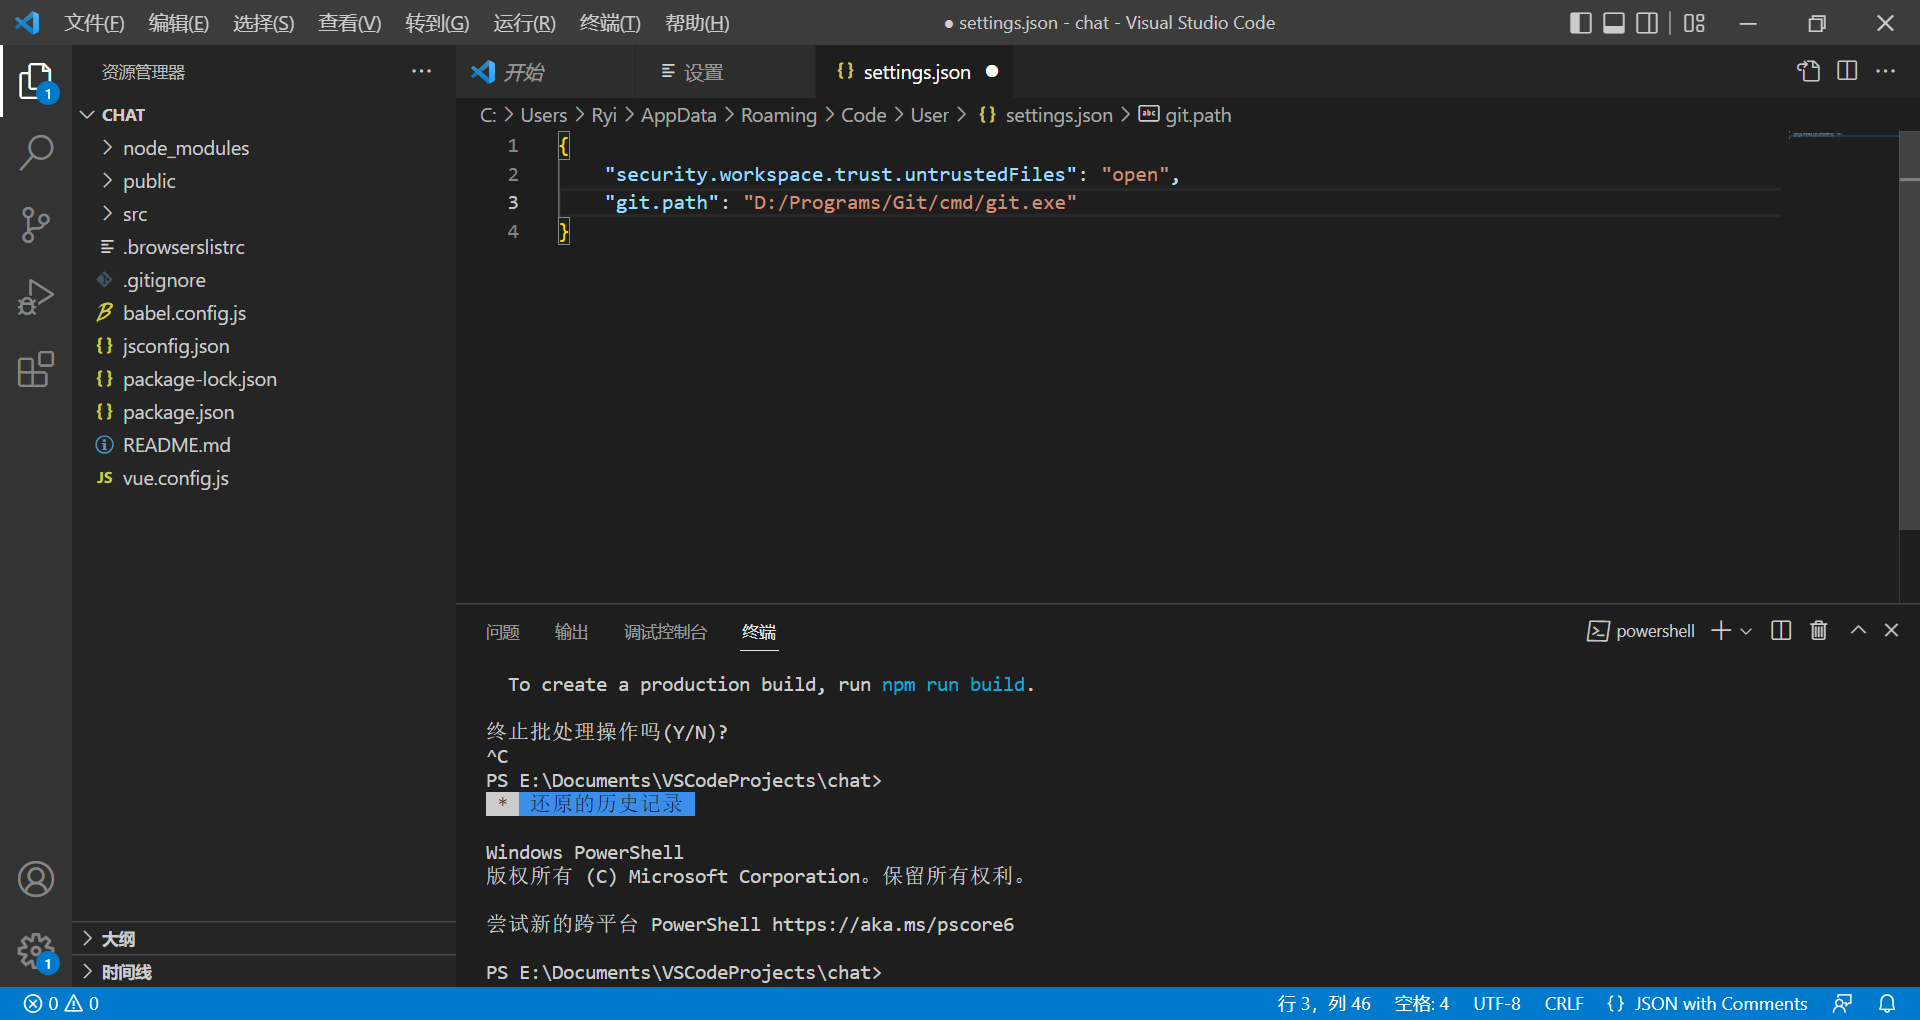 文件(F) 编辑(E) 选择(S) 查看(V) 转到(G) 运行(R) 终端(T) 帮助(H) ● settings.json - chat - Visual Studio Code
资源管理器
开始 设置 {} settings.json
1
CHAT
C: > Users > Ryi > AppData > Roaming > Code > User > {} settings.json > abc git.path
node_modules
public
src
.browserslistrc
.gitignore
babel.config.js
{} jsconfig.json
{} package-lock.json
{} package.json
README.md
JS vue.config.js
1 {
2 "security.workspace.trust.untrustedFiles": "open",
3 "git.path": "D:/Programs/Git/cmd/git.exe"
4 }
问题 输出 调试控制台 终端 powershell
To create a production build, run npm run build.
终止批处理操作吗(Y/N)?
^C
PS E:\Documents\VSCodeProjects\chat>
* 还原的历史记录
Windows PowerShell
版权所有 (C) Microsoft Corporation。保留所有权利。
尝试新的跨平台 PowerShell https://aka.ms/pscore6
PS E:\Documents\VSCodeProjects\chat>
大纲
1
时间线
0 0 行 3，列 46 空格: 4 UTF-8 CRLF {} JSON with Comments